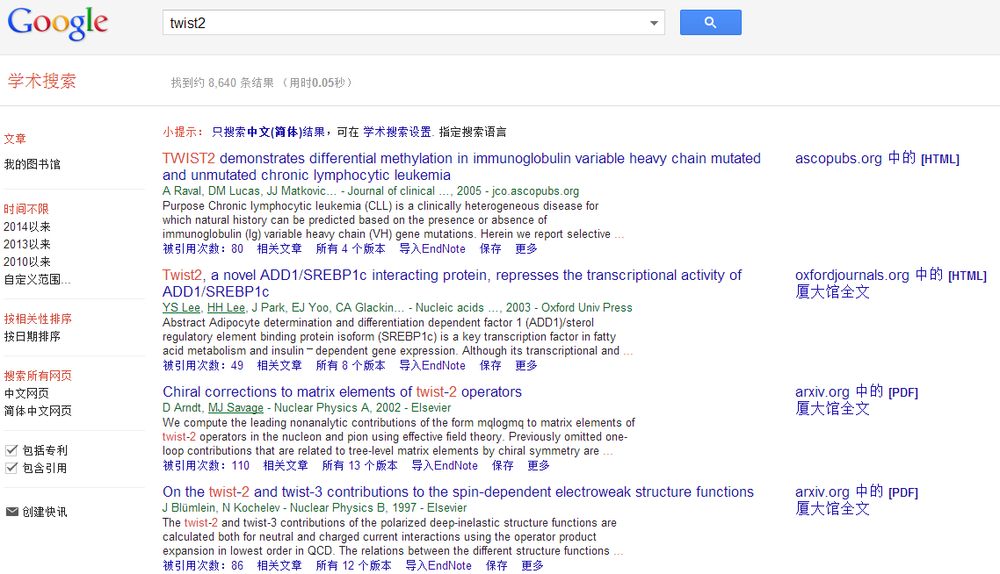 Google
twist2
学术搜索
找到约 8,640 条结果 (用时0.05秒)
文章
我的图书馆
时间不限
2014以来
2013以来
2010以来
自定义范围...
按相关性排序
按日期排序
搜索所有网页
中文网页
简体中文网页
包括专利
包含引用
创建快讯
小提示: 只搜索中文(简体)结果,可在 学术搜索设置. 指定搜索语言
TWIST2 demonstrates differential methylation in immunoglobulin variable heavy chain mutated
and unmutated chronic lymphocytic leukemia
A Raval, DM Lucas, JJ Matkovic... - Journal of clinical ..., 2005 - jco.ascopubs.org
Purpose Chronic lymphocytic leukemia (CLL) is a clinically heterogeneous disease for
which natural history can be predicted based on the presence or absence of
immunoglobulin (Ig) variable heavy chain (VH) gene mutations. Herein we report selective ...
被引用次数:80 相关文章 所有 4 个版本 导入EndNote 保存 更多
ascopubs.org 中的 [HTML]
Twist2, a novel ADD1/SREBP1c interacting protein, represses the transcriptional activity of
ADD1/SREBP1c
YS Lee, HH Lee, J Park, EJ Yoo, CA Glackin... - Nucleic acids ..., 2003 - Oxford Univ Press
Abstract Adipocyte determination and differentiation dependent factor 1 (ADD1)/sterol
regulatory element binding protein isoform (SREBP1c) is a key transcription factor in fatty
acid metabolism and insulin‐dependent gene expression. Although its transcriptional and ...
被引用次数:49 相关文章 所有 8 个版本 导入EndNote 保存 更多
oxfordjournals.org 中的 [HTML]
厦大馆全文
Chiral corrections to matrix elements of twist-2 operators
D Arndt, MJ Savage - Nuclear Physics A, 2002 - Elsevier
We compute the leading nonanalytic contributions of the form mqlogmq to matrix elements of
twist-2 operators in the nucleon and pion using effective field theory. Previously omitted one-
loop contributions that are related to tree-level matrix elements by chiral symmetry are ...
被引用次数:110 相关文章 所有 13 个版本 导入EndNote 保存 更多
arxiv.org 中的 [PDF]
厦大馆全文
On the twist-2 and twist-3 contributions to the spin-dependent electroweak structure functions
J Blümlein, N Kochelev - Nuclear Physics B, 1997 - Elsevier
The twist-2 and twist-3 contributions of the polarized deep-inelastic structure functions are
calculated both for neutral and charged current interactions using the operator product
expansion in lowest order in QCD. The relations between the different structure functions ...
被引用次数:86 相关文章 所有 12 个版本 导入EndNote 保存 更多
arxiv.org 中的 [PDF]
厦大馆全文